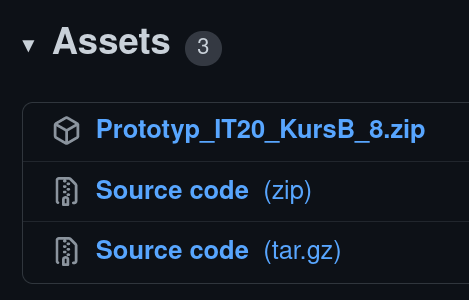 ▼ Assets 3
Prototyp_IT20_KursB_8.zip
Source code (zip)
Source code (tar.gz)